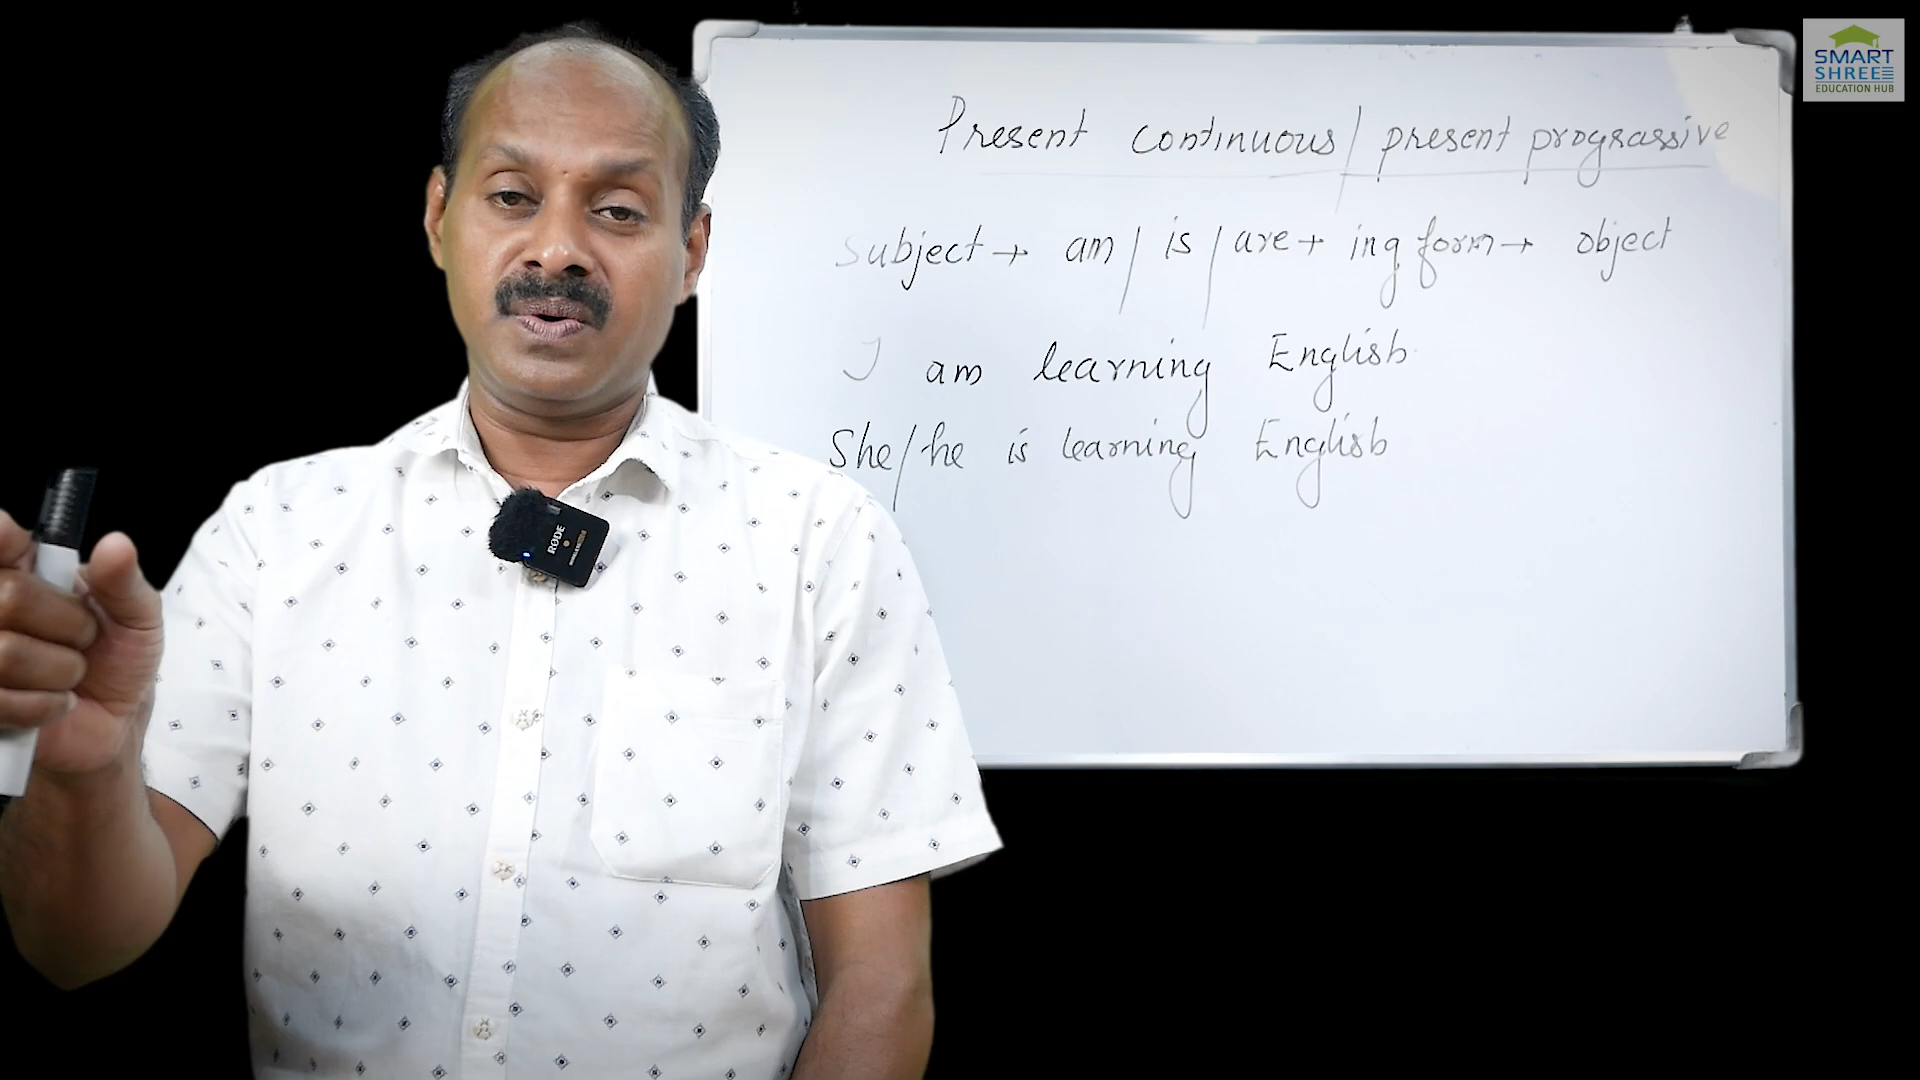 SMART
SHREE
EDUCATION HUB
Present continuous / present prograssive
Subject → am / is / are + ing form → object
I am learning English
She/he is learning English
RØDE